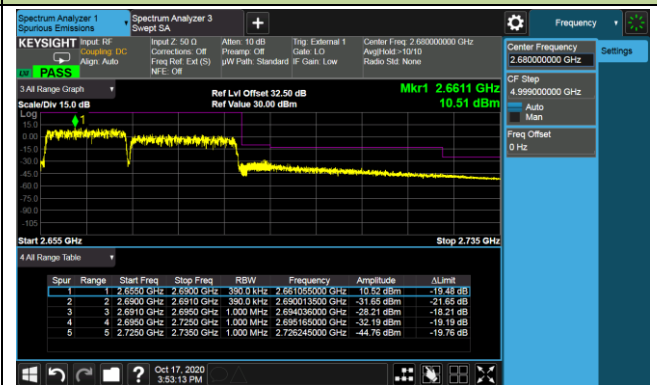 Spectrum Analyzer 1
Spurious Emissions
Spectrum Analyzer 3
Swept SA
Frequency
KEYSIGHT
Input: RF
Coupling: DC
Align: Auto
Input Z: 50 Ω
Corrections: Off
Freq Ref: Ext (S)
NFE: Off
Atten: 10 dB
Preamp: Off
µW Path: Standard
Trig: External 1
Gate: LO
IF Gain: Low
Center Freq: 2.680000000 GHz
Avg|Hold:>10/10
Radio Std: None
PASS
Center Frequency
2.680000000 GHz
Settings
CF Step
4.999000000 GHz
Auto
Man
Freq Offset
0 Hz
3 All Range Graph
Scale/Div 15.0 dB
Ref Lvl Offset 32.50 dB
Ref Value 30.00 dBm
Mkr1 2.6611 GHz
10.51 dBm
Log
15.0
0.00
-15.0
-30.0
-45.0
-60.0
-75.0
-90.0
-105
1
Start 2.655 GHz
Stop 2.735 GHz
4 All Range Table
Spur Range Start Freq Stop Freq RBW Frequency Amplitude ΔLimit
1 1 2.6550 GHz 2.6900 GHz 390.0 kHz 2.661055000 GHz 10.52 dBm -19.48 dB
2 2 2.6900 GHz 2.6910 GHz 390.0 kHz 2.690013500 GHz -31.65 dBm -21.65 dB
3 3 2.6910 GHz 2.6950 GHz 1.000 MHz 2.694036000 GHz -28.21 dBm -18.21 dB
4 4 2.6950 GHz 2.7250 GHz 1.000 MHz 2.695165000 GHz -32.19 dBm -19.19 dB
5 5 2.7250 GHz 2.7350 GHz 1.000 MHz 2.726245000 GHz -44.76 dBm -19.76 dB
Oct 17, 2020
3:53:13 PM